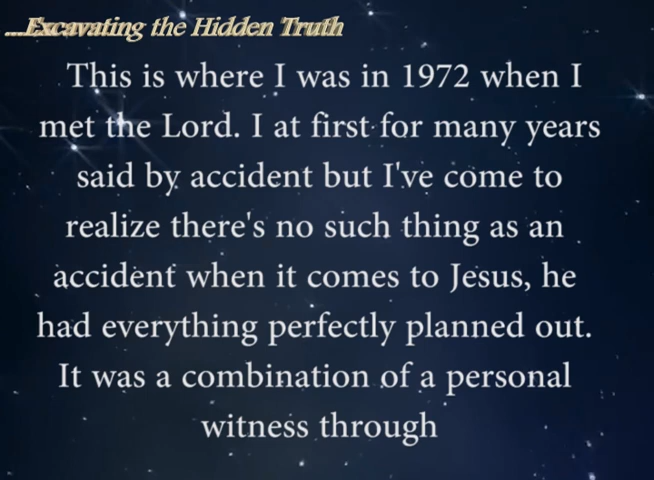 ...Excavating the Hidden Truth
This is where I was in 1972 when I
met the Lord. I at first for many years
said by accident but I've come to
realize there's no such thing as an
accident when it comes to Jesus, he
had everything perfectly planned out.
It was a combination of a personal
witness through